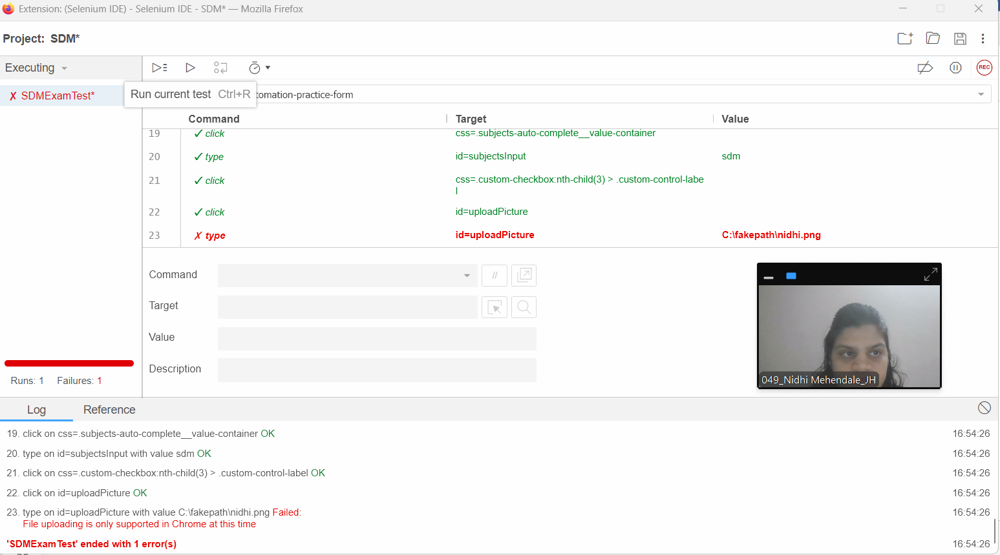 Extension: (Selenium IDE) - Selenium IDE - SDM* — Mozilla Firefox
Project: SDM*
Executing
REC
✗ SDMExamTest*
Run current test Ctrl+R
tomation-practice-form
Command Target Value
19 ✓ click css=.subjects-auto-complete__value-container
20 ✓ type id=subjectsInput sdm
21 ✓ click css=.custom-checkbox:nth-child(3) > .custom-control-labe
l
22 ✓ click id=uploadPicture
23 ✗ type id=uploadPicture C:\fakepath\nidhi.png
Command //
Target
Value
Description
Runs: 1 Failures: 1
049_Nidhi Mehendale_JH
Log Reference
19. click on css=.subjects-auto-complete__value-container OK 16:54:26
20. type on id=subjectsInput with value sdm OK 16:54:26
21. click on css=.custom-checkbox:nth-child(3) > .custom-control-label OK 16:54:26
22. click on id=uploadPicture OK 16:54:26
23. type on id=uploadPicture with value C:\fakepath\nidhi.png Failed: 16:54:26
File uploading is only supported in Chrome at this time
'SDMExamTest' ended with 1 error(s) 16:54:26